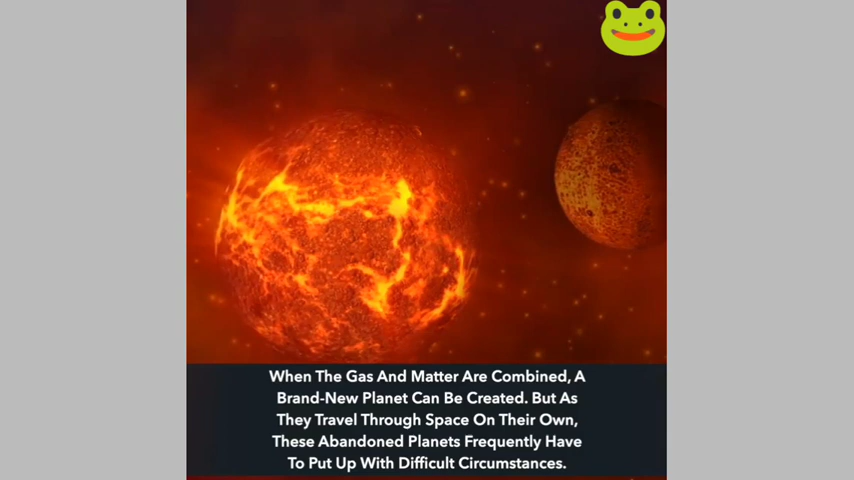 When The Gas And Matter Are Combined, A
Brand-New Planet Can Be Created. But As
They Travel Through Space On Their Own,
These Abandoned Planets Frequently Have
To Put Up With Difficult Circumstances.